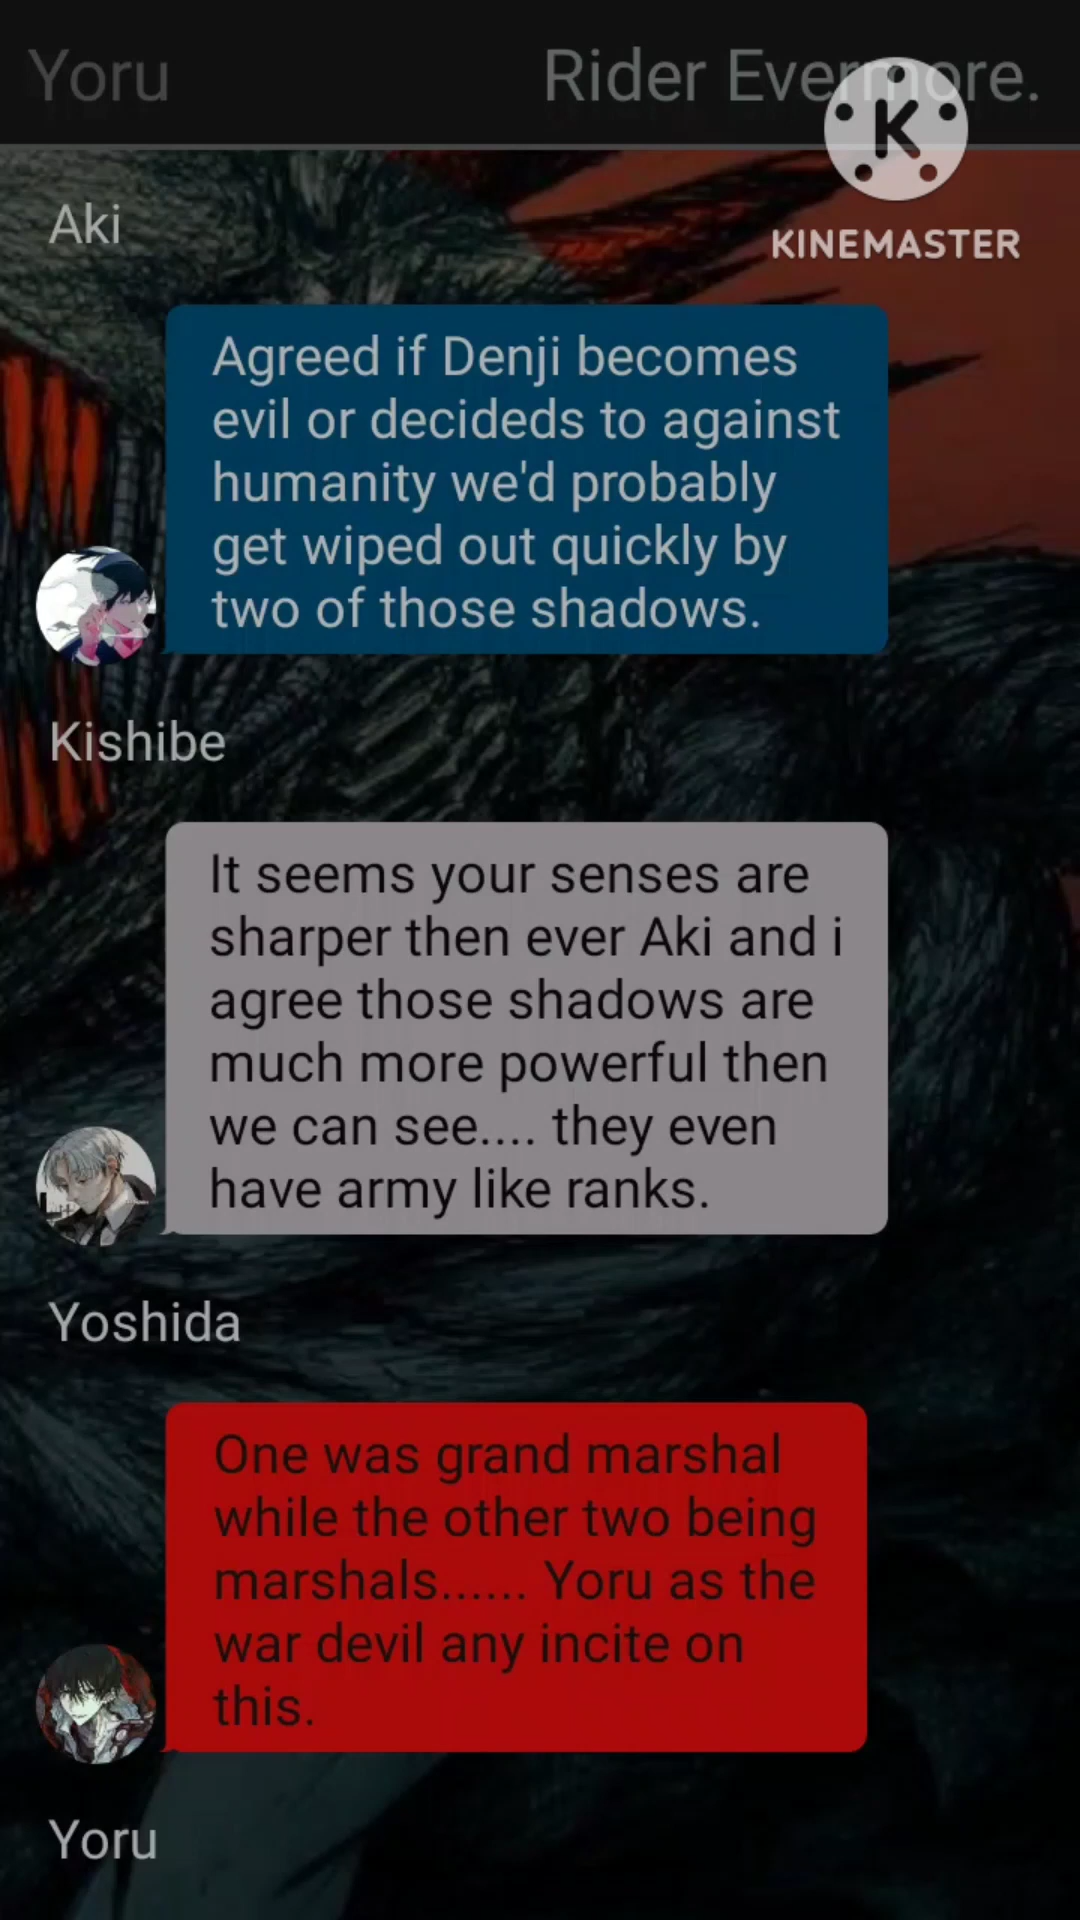 Yoru
Rider Evermore.
K
KINEMASTER
Aki
Agreed if Denji becomes
evil or decideds to against
humanity we'd probably
get wiped out quickly by
two of those shadows.
Kishibe
It seems your senses are
sharper then ever Aki and i
agree those shadows are
much more powerful then
we can see.... they even
have army like ranks.
Yoshida
One was grand marshal
while the other two being
marshals...... Yoru as the
war devil any incite on
this.
Yoru